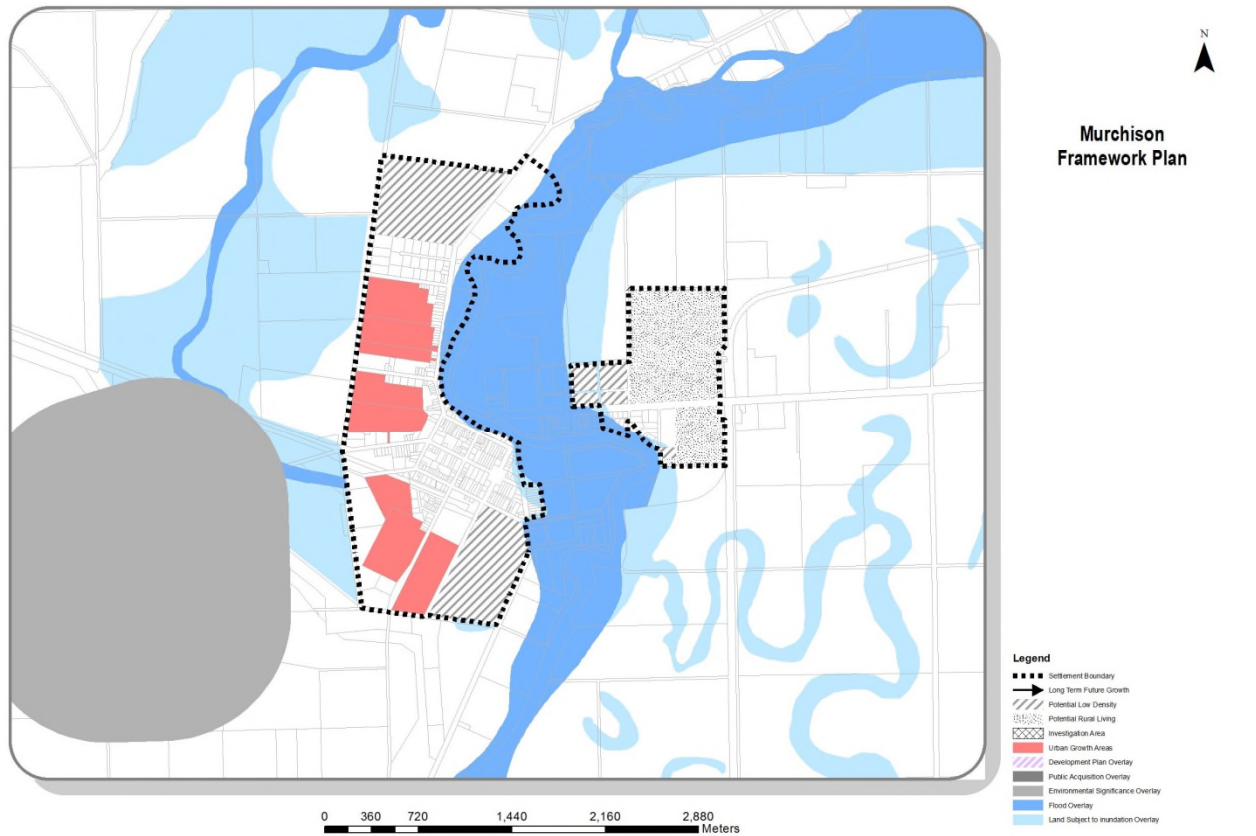 N
Murchison
Framework Plan
Legend
Settlement Boundary
Long Term Future Growth
Potential Low Density
Potential Rural Living
Investigation Area
Urban Growth Areas
Development Plan Overlay
Public Acquisition Overlay
Environmental Significance Overlay
Flood Overlay
Land Subject to inundation Overlay
0 360 720 1,440 2,160 2,880
Meters